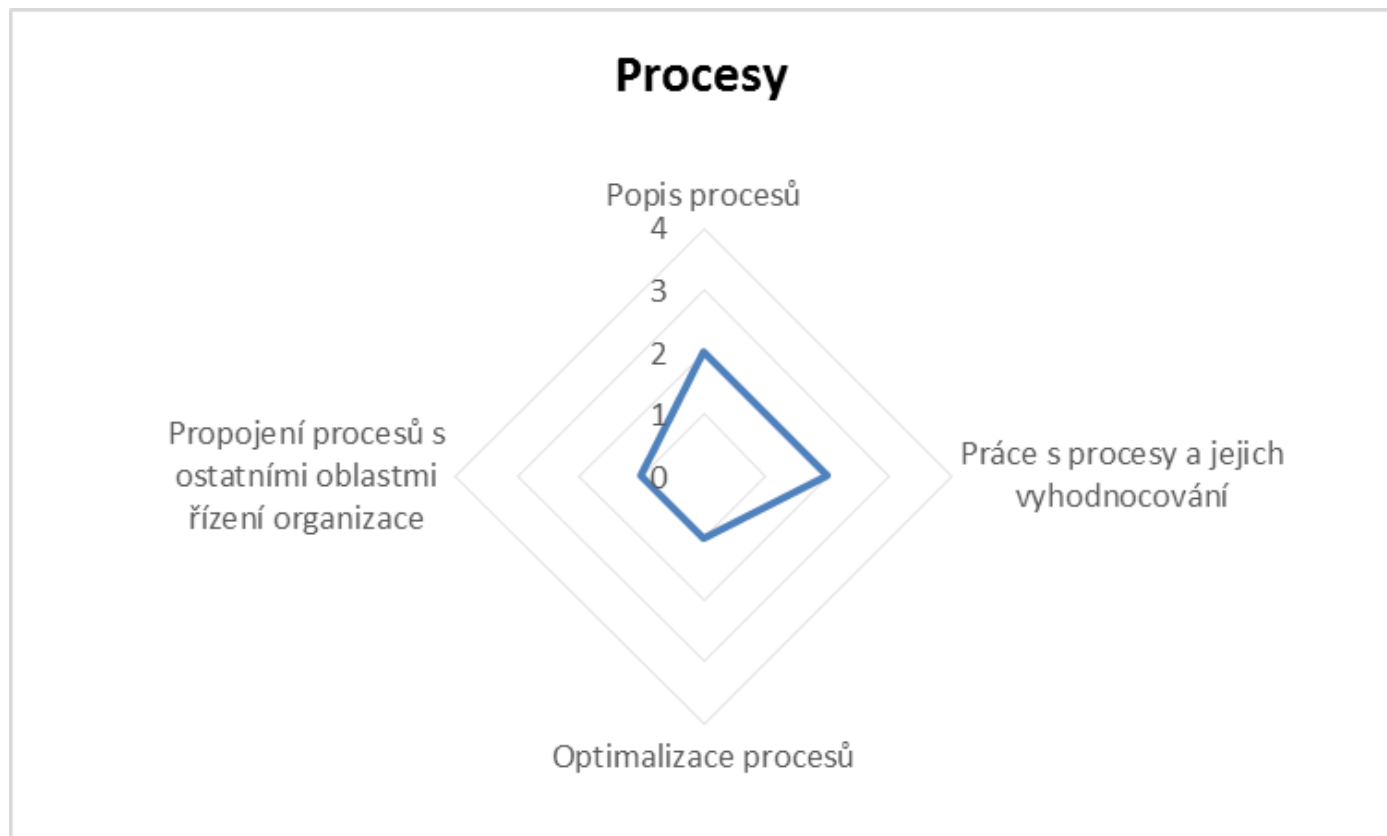 Procesy
Popis procesů
4
3
2
1
0
Propojení procesů s
ostatními oblastmi
řízení organizace
Práce s procesy a jejich
vyhodnocování
Optimalizace procesů